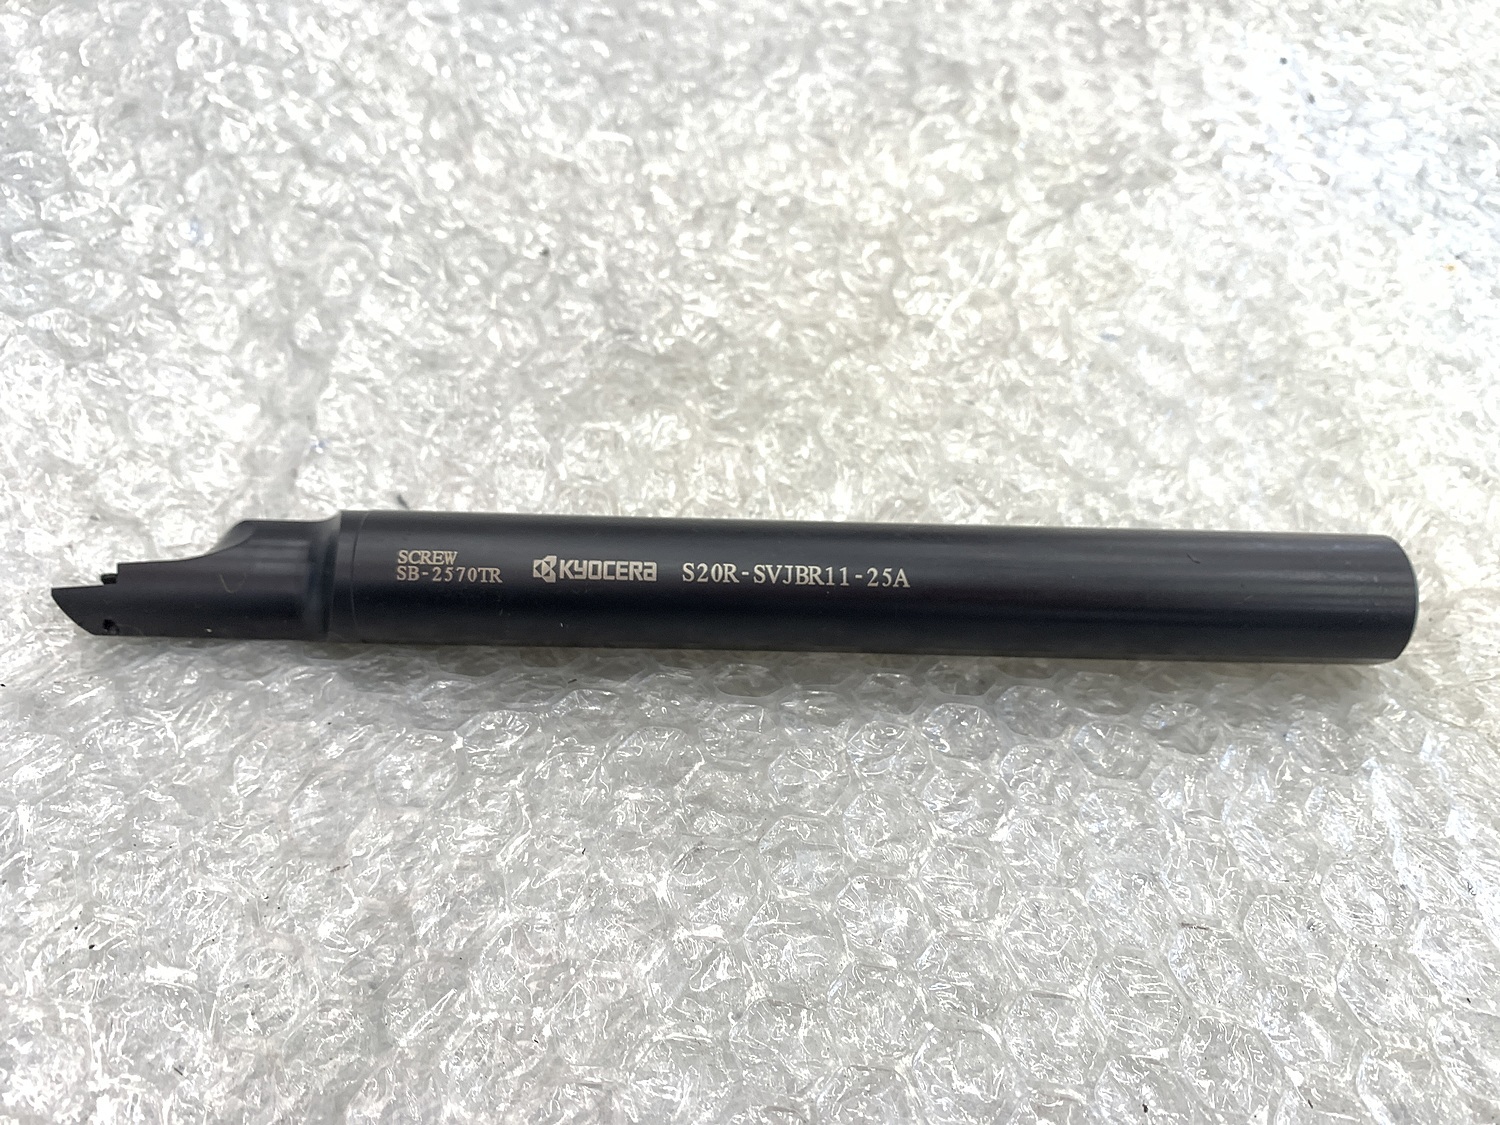 SCREW
SB-2570TR
KYOCERA S20R-SVJBR11-25A